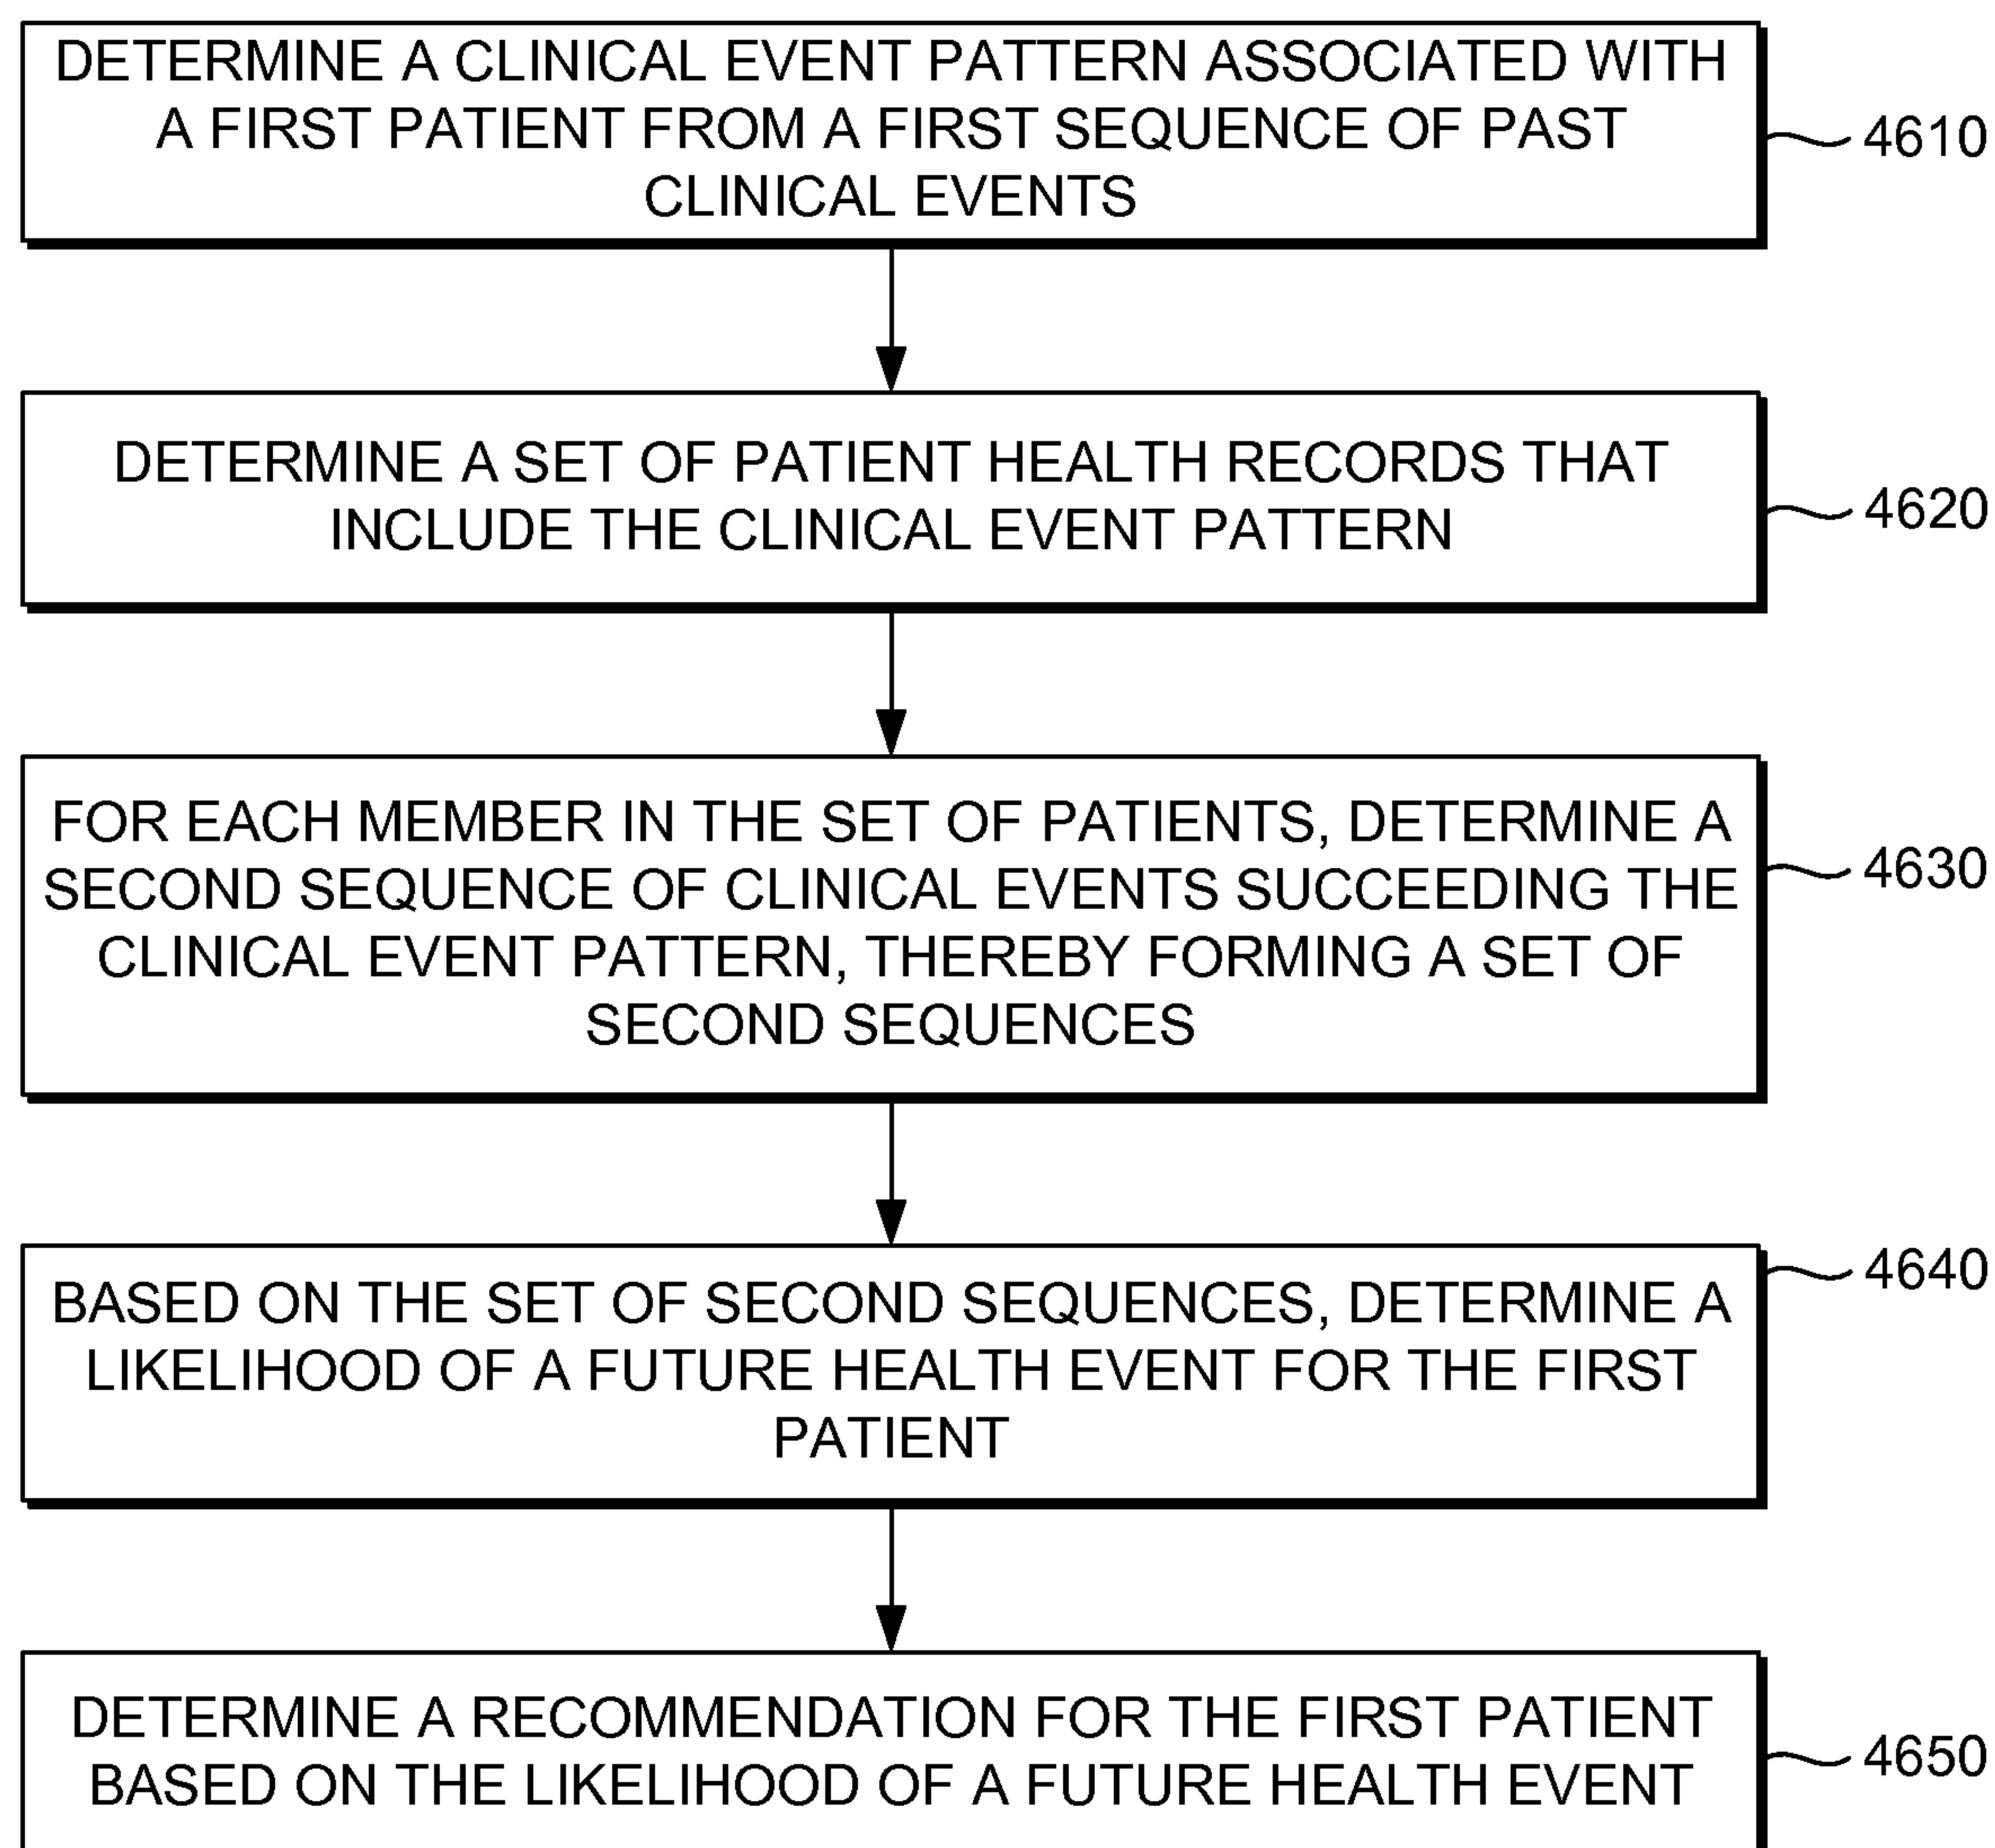 DETERMINE A CLINICAL EVENT PATTERN ASSOCIATED WITH
A FIRST PATIENT FROM A FIRST SEQUENCE OF PAST
CLINICAL EVENTS
4610
DETERMINE A SET OF PATIENT HEALTH RECORDS THAT
INCLUDE THE CLINICAL EVENT PATTERN
4620
FOR EACH MEMBER IN THE SET OF PATIENTS, DETERMINE A
SECOND SEQUENCE OF CLINICAL EVENTS SUCCEEDING THE
CLINICAL EVENT PATTERN, THEREBY FORMING A SET OF
SECOND SEQUENCES
4630
BASED ON THE SET OF SECOND SEQUENCES, DETERMINE A
LIKELIHOOD OF A FUTURE HEALTH EVENT FOR THE FIRST
PATIENT
4640
DETERMINE A RECOMMENDATION FOR THE FIRST PATIENT
BASED ON THE LIKELIHOOD OF A FUTURE HEALTH EVENT
4650